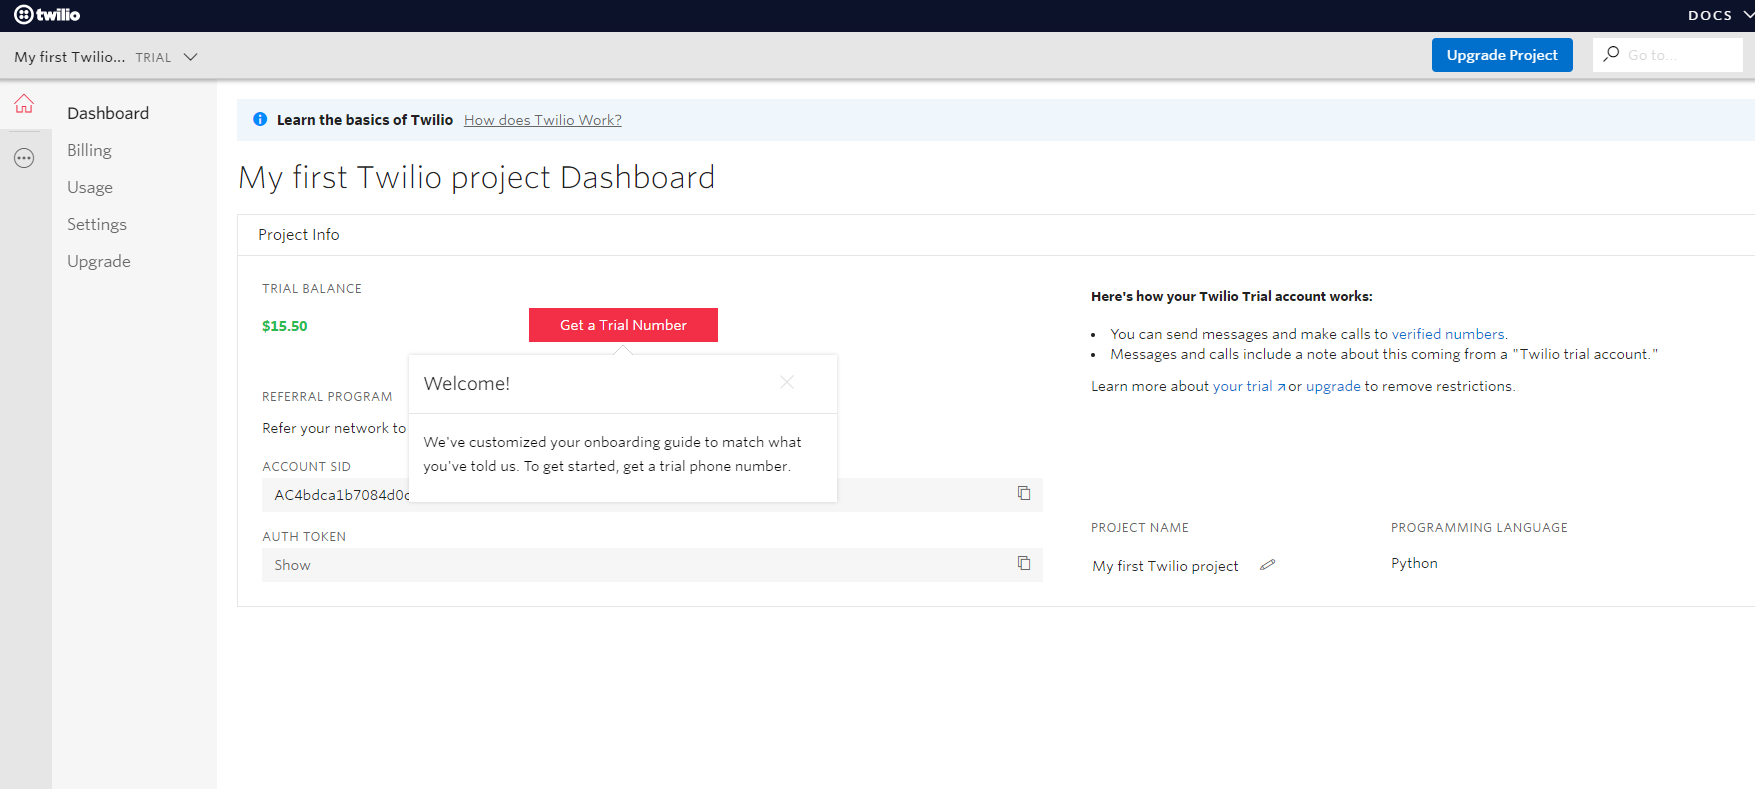 twilio
DOCS
My first Twilio... TRIAL
Upgrade Project
Go to...
Dashboard
Billing
Usage
Settings
Upgrade
Learn the basics of Twilio How does Twilio Work?
My first Twilio project Dashboard
Project Info
TRIAL BALANCE
$15.50
Get a Trial Number
Welcome!
We've customized your onboarding guide to match what
you've told us. To get started, get a trial phone number.
REFERRAL PROGRAM
Refer your network to
ACCOUNT SID
AC4bdca1b7084d0c
AUTH TOKEN
Show
Here's how your Twilio Trial account works:
You can send messages and make calls to verified numbers.
Messages and calls include a note about this coming from a "Twilio trial account."
Learn more about your trial or upgrade to remove restrictions.
PROJECT NAME
My first Twilio project
PROGRAMMING LANGUAGE
Python